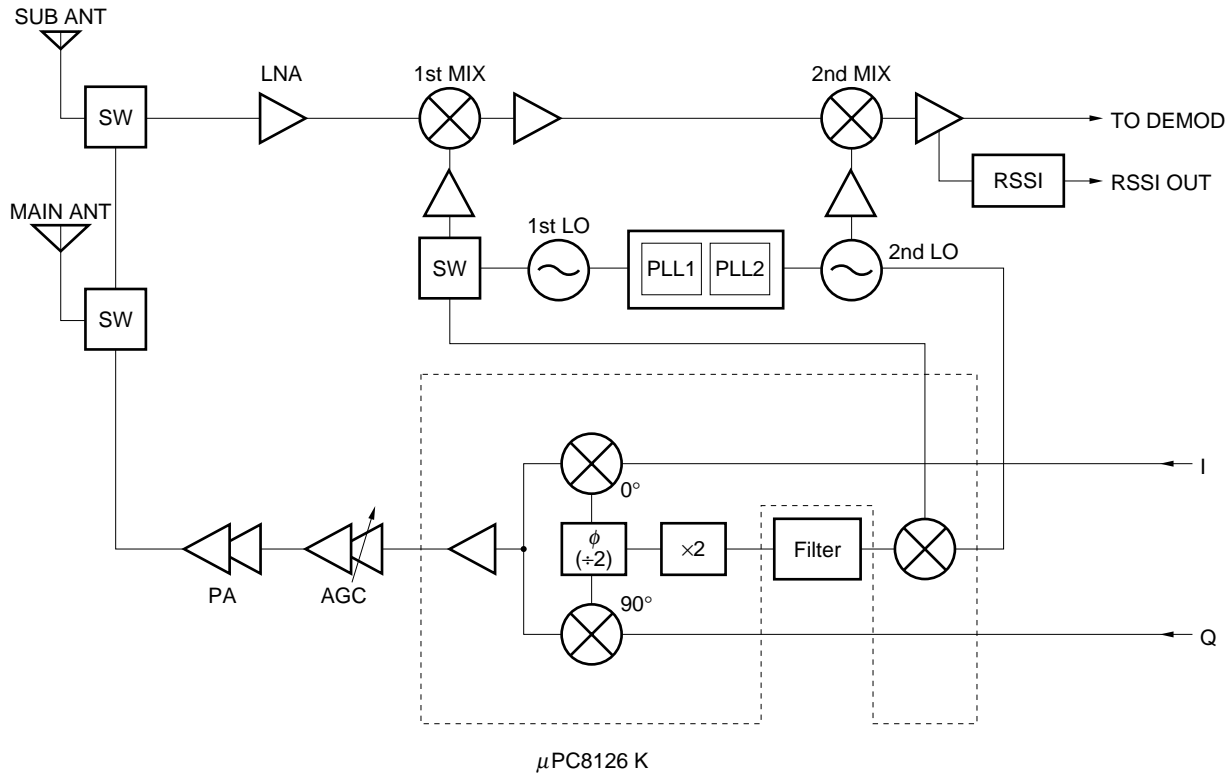 SUB ANT
SW
LNA
1st MIX
2nd MIX
TO DEMOD
RSSI
RSSI OUT
MAIN ANT
SW
SW
1st LO
PLL1
PLL2
2nd LO
I
0°
φ
(÷2)
×2
Filter
PA
AGC
90°
Q
μPC8126 K